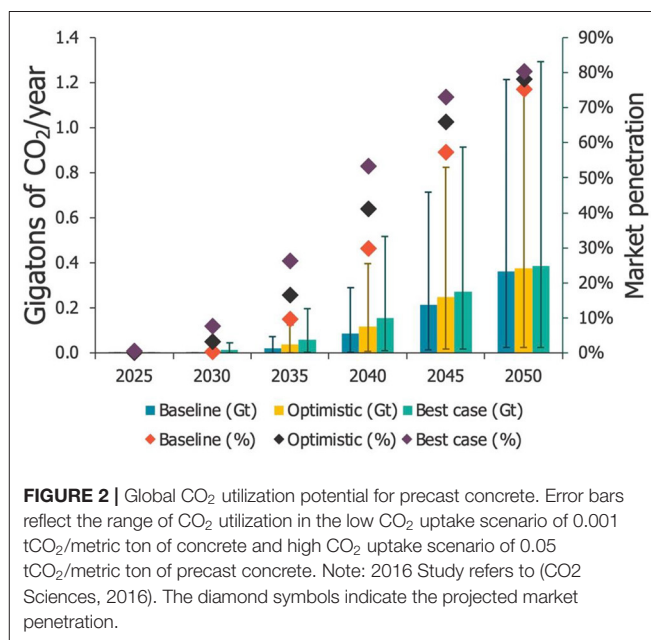 1.4
1.2
1.0
0.8
0.6
0.4
0.2
0.0
Gigatons of CO₂/year
90%
80%
70%
60%
50%
40%
30%
20%
10%
0%
Market penetration
2025 2030 2035 2040 2045 2050
Baseline (Gt) Optimistic (Gt) Best case (Gt)
Baseline (%) Optimistic (%) Best case (%)
FIGURE 2 | Global CO₂ utilization potential for precast concrete. Error bars
reflect the range of CO₂ utilization in the low CO₂ uptake scenario of 0.001
tCO₂/metric ton of concrete and high CO₂ uptake scenario of 0.05
tCO₂/metric ton of precast concrete. Note: 2016 Study refers to (CO2
Sciences, 2016). The diamond symbols indicate the projected market
penetration.